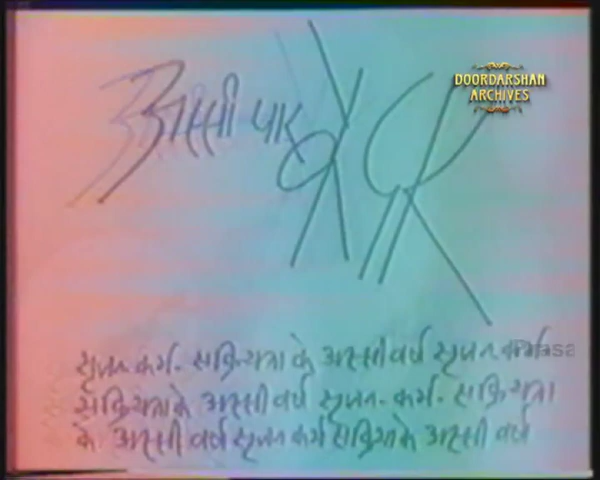 DOORDARSHAN
ARCHIVES
अस्सी पार
सृजन कर्म - सक्रियता के अस्सी वर्ष सृजन कर्म
सक्रियता के अस्सी वर्ष सृजन - कर्म - सक्रियता
के अस्सी वर्ष सृजन कर्म सक्रिया के अस्सी वर्ष